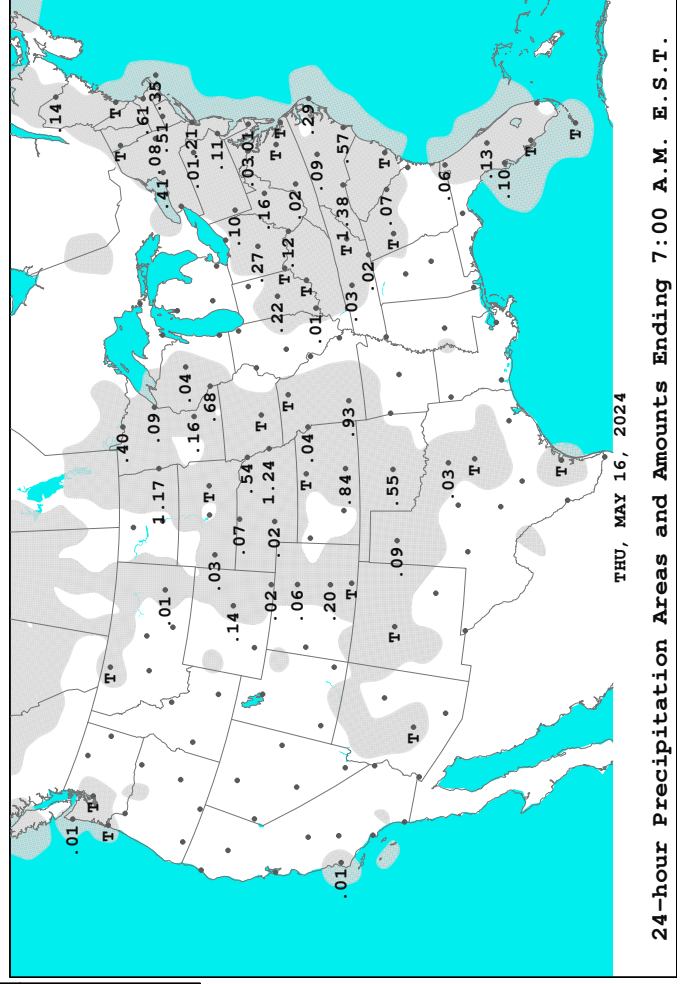 .14
.01
T
T
T
T
T
.40
.61
.09
.08
.35
1.17
.51
.01
.41
.04
.16
.01
.21
T
.68
.03
.11
.14
.10
.07
.54
.03
.01
.27
T
.16
1.24
.02
.02
.22
T
T
T
T
.12
.02
.06
T
.04
T
.29
.01
.09
.20
.01
1.38
.57
.84
T
.93
.03
T
.02
.07
T
T
.55
T
.09
T
.06
.03
T
.13
.10
T
T
T
THU, MAY 16, 2024
24-hour Precipitation Areas and Amounts Ending 7:00 A.M. E.S.T.